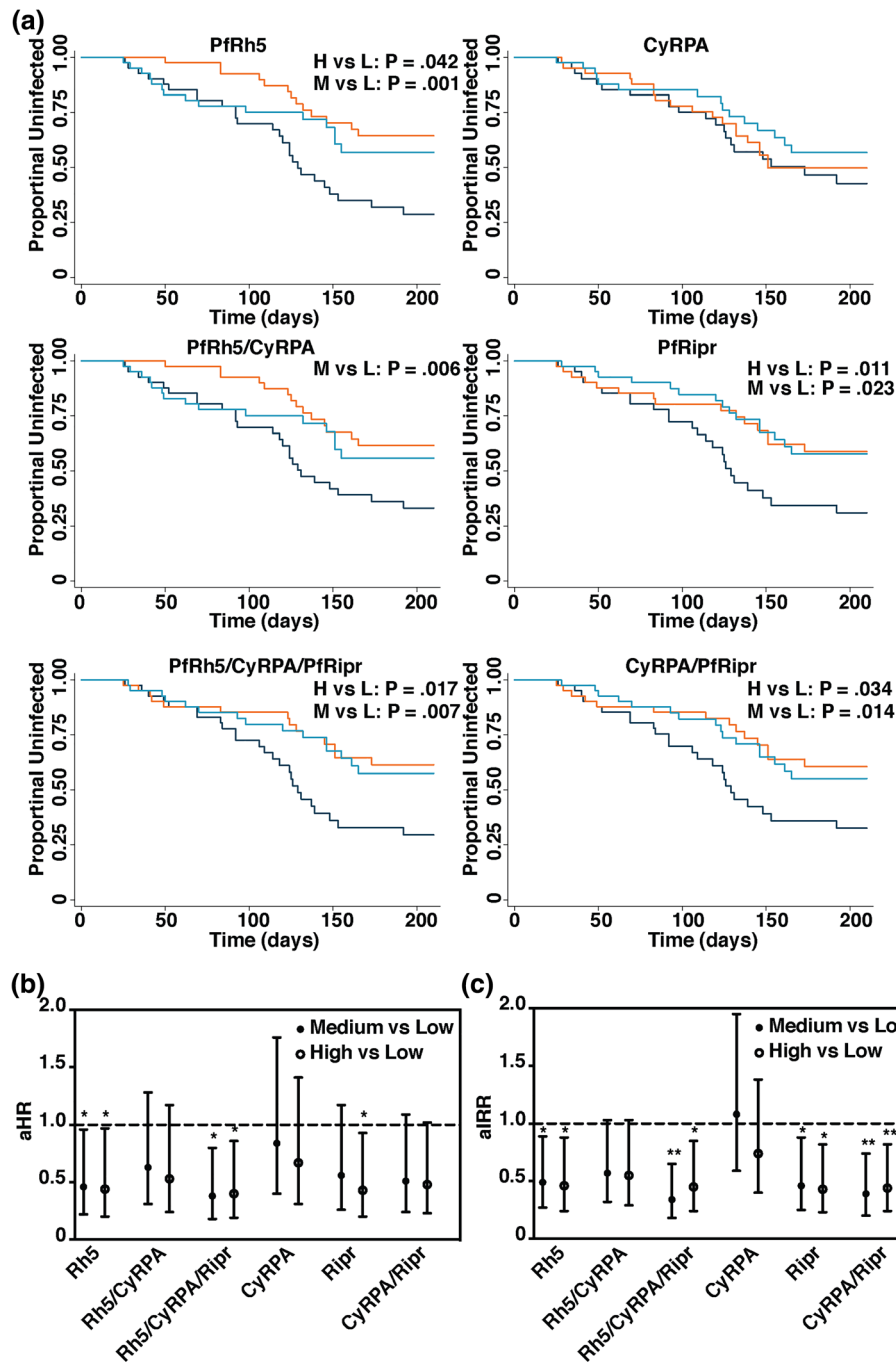 (a)
PfRh5
H vs L: P = .042
M vs L: P = .001
Proportinal Uninfected
1.00
0.75
0.50
0.25
0
0 50 100 150 200
Time (days)
CyRPA
Proportinal Uninfected
1.00
0.75
0.50
0.25
0
0 50 100 150 200
Time (days)
PfRh5/CyRPA
M vs L: P = .006
Proportinal Uninfected
1.00
0.75
0.50
0.25
0
0 50 100 150 200
Time (days)
PfRipr
H vs L: P = .011
M vs L: P = .023
Proportinal Uninfected
1.00
0.75
0.50
0.25
0
0 50 100 150 200
Time (days)
PfRh5/CyRPA/PfRipr
H vs L: P = .017
M vs L: P = .007
Proportinal Uninfected
1.00
0.75
0.50
0.25
0
0 50 100 150 200
Time (days)
CyRPA/PfRipr
H vs L: P = .034
M vs L: P = .014
Proportinal Uninfected
1.00
0.75
0.50
0.25
0
0 50 100 150 200
Time (days)
(b)
aHR
2.0
1.5
1.0
0.5
0
Medium vs Low
High vs Low
* * * * *
Rh5
Rh5/CyRPA
Rh5/CyRPA/Ripr
CyRPA
Ripr
CyRPA/Ripr
(c)
aIRR
2.0
1.5
1.0
0.5
0
Medium vs Lo
High vs Low
* * ** * * * ** **
Rh5
Rh5/CyRPA
Rh5/CyRPA/Ripr
CyRPA
Ripr
CyRPA/Ripr